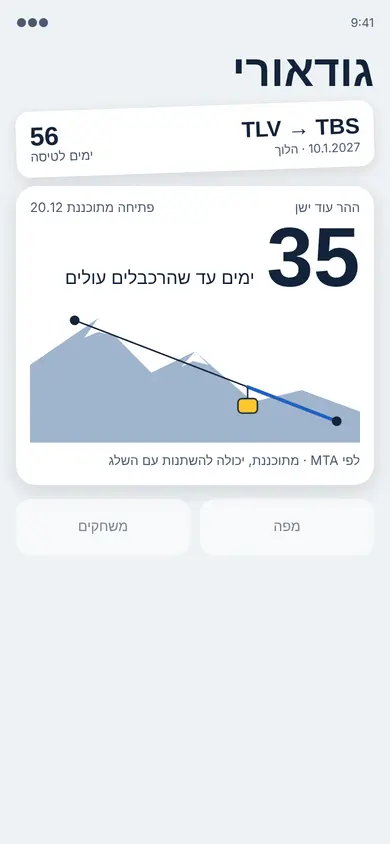 9:41
גודאורי
TLV → TBS
10.1.2027 · הלוך
56
ימים לטיסה
ההר עוד ישן
פתיחה מתוכננת 20.12
35 ימים עד שהרכבלים עולים
לפי MTA · מתוכננת, יכולה להשתנות עם השלג
מפה
משחקים